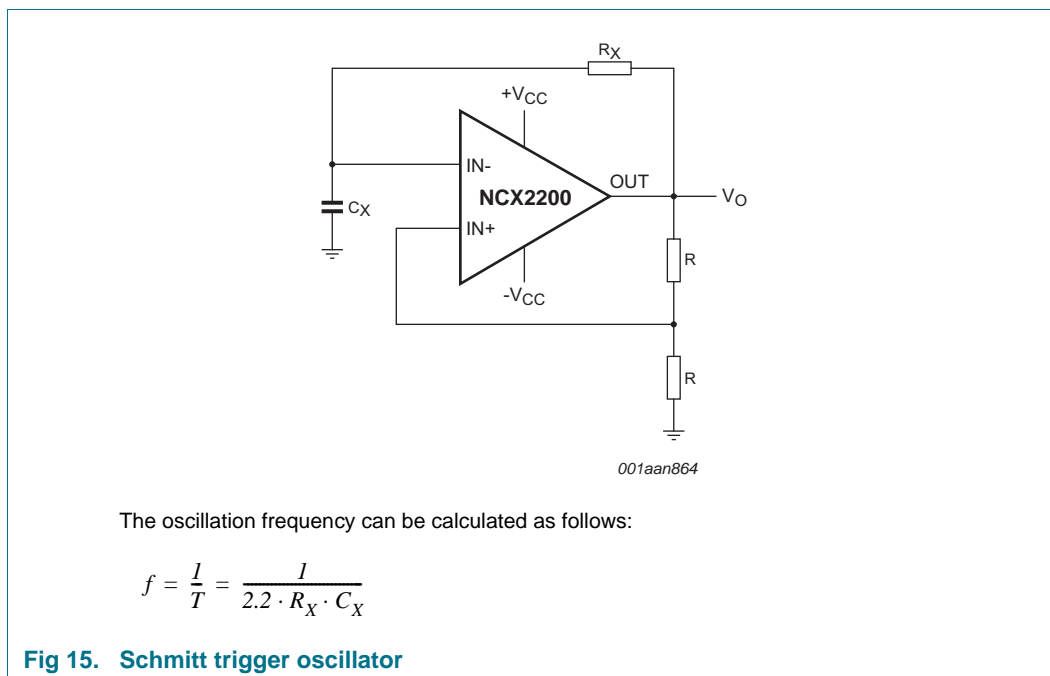 RX
+VCC
IN-
NCX2200
OUT
VO
CX
IN+
R
-VCC
R
001aan864
The oscillation frequency can be calculated as follows:
f = 1/T = 1/(2.2 · RX · CX)
Fig 15. Schmitt trigger oscillator